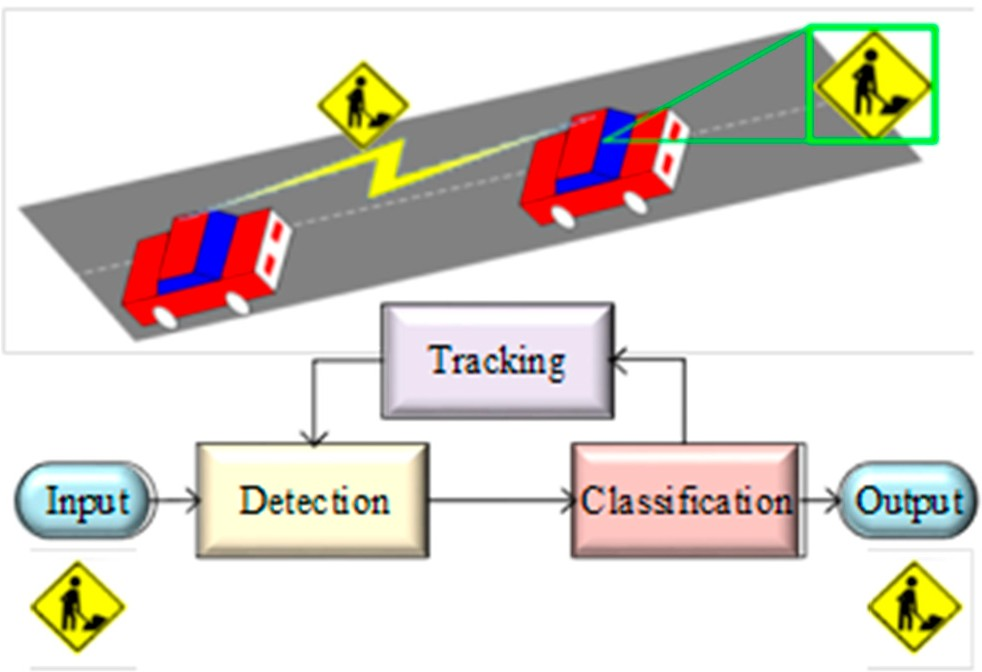 Tracking
Input
Detection
Classification
Output